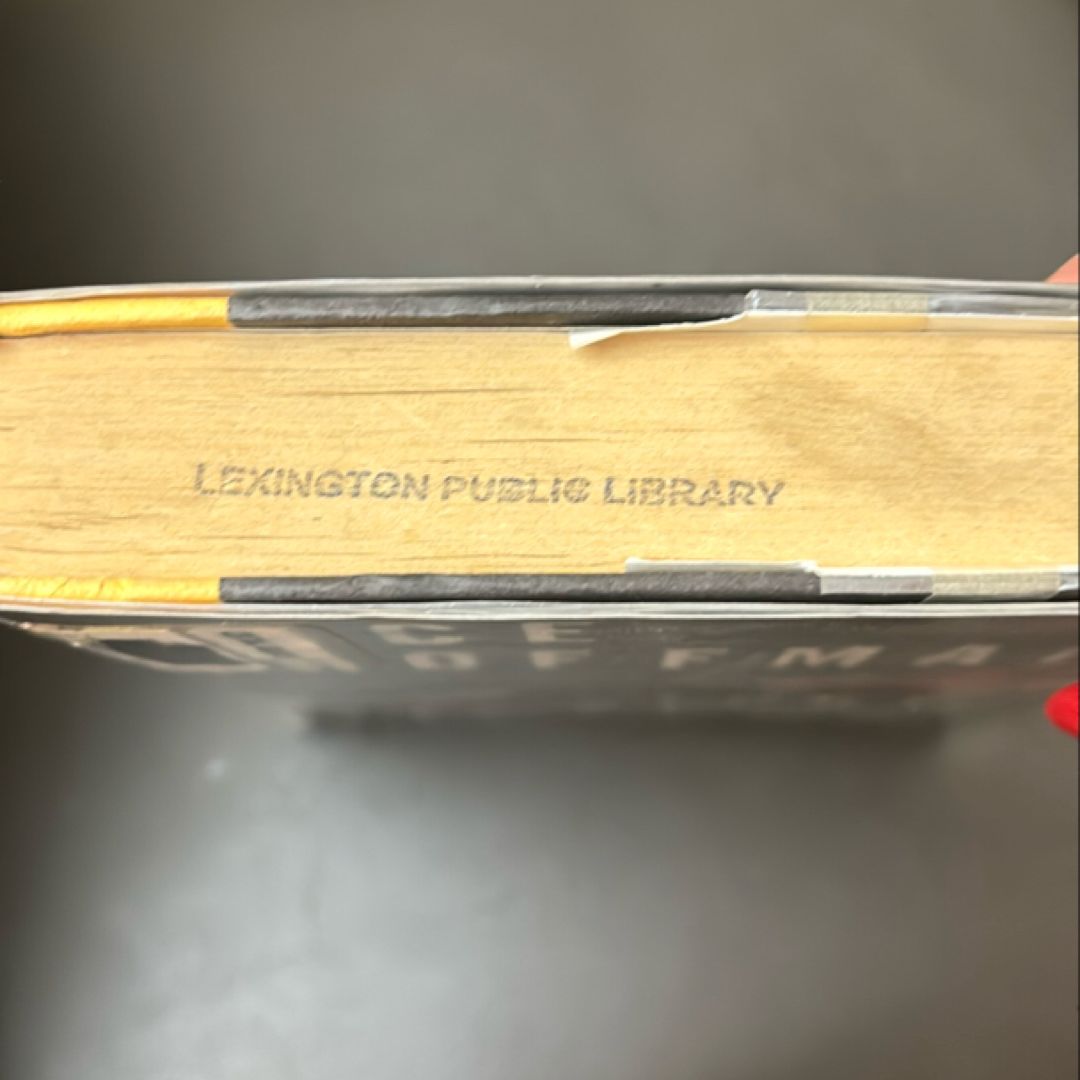 LEXINGTON PUBLIC LIBRARY
C E
O F F M A